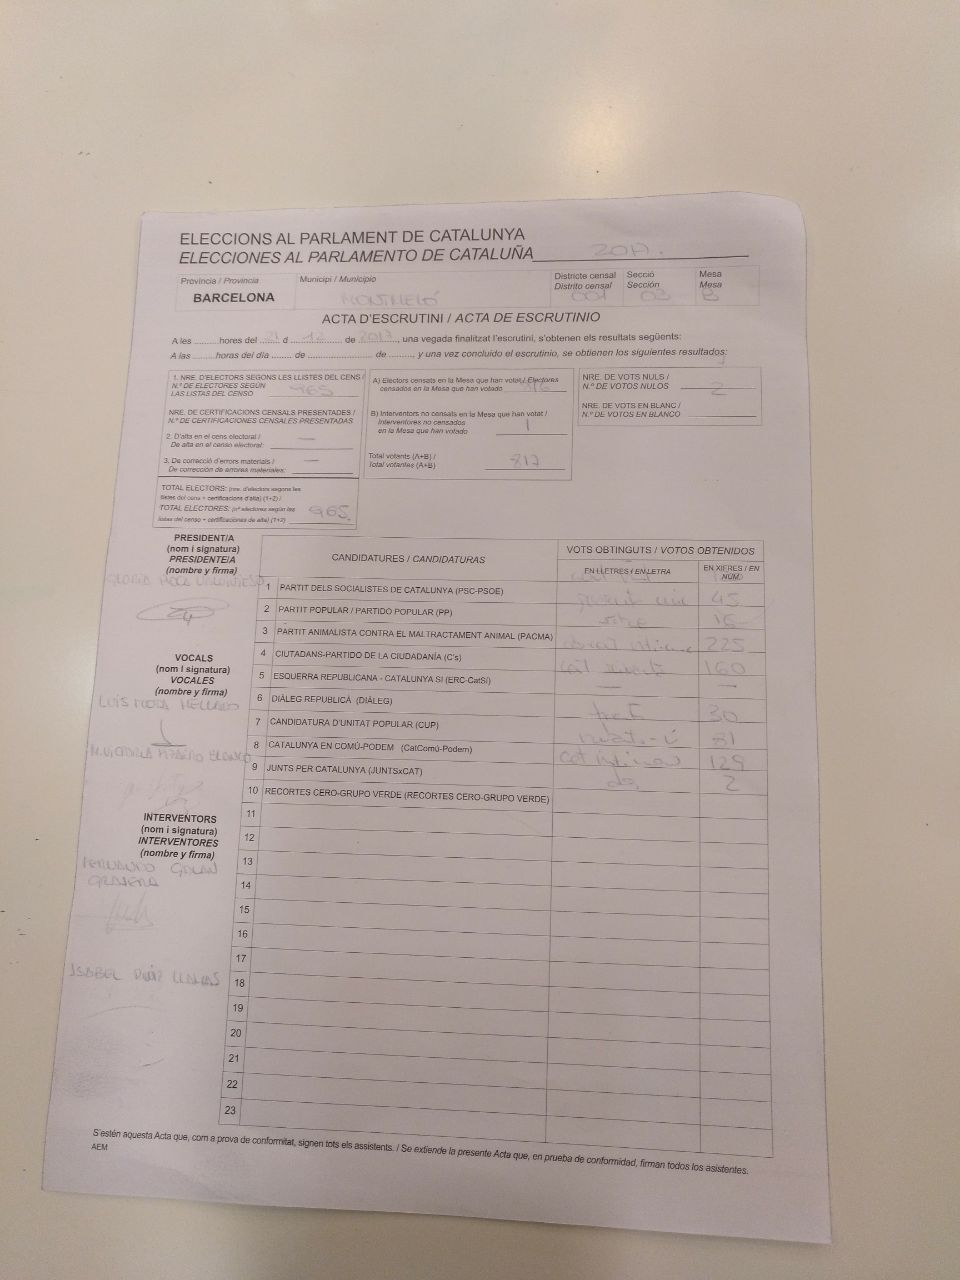 ELECCIONS AL PARLAMENT DE CATALUNYA
ELECCIONES AL PARLAMENTO DE CATALUÑA 2017.
Província / Provincia
BARCELONA
Municipi / Municipio
MONTMELÓ
Districte censal
Distrito censal
001
Secció
Sección
03
Mesa
Mesa
B
ACTA D'ESCRUTINI / ACTA DE ESCRUTINIO
A les ..........hores del 21 d 12 de 2017, una vegada finalitzat l'escrutini, s'obtenen els resultats següents:
A las ..........horas del día ........ de ........................ de ........, y una vez concluido el escrutinio, se obtienen los siguientes resultados:
1. NRE. D'ELECTORS SEGONS LES LLISTES DEL CENS /
N.º DE ELECTORES SEGÚN
LAS LISTAS DEL CENSO 965
NRE. DE CERTIFICACIONS CENSALS PRESENTADES /
N.º DE CERTIFICACIONES CENSALES PRESENTADAS
2. D'alta en el cens electoral /
De alta en el censo electoral: —
3. De correcció d'errors materials /
De corrección de errores materiales: —
TOTAL ELECTORS: (nre. d'electors segons les
llistes del cens + certificacions d'alta) (1+2) /
TOTAL ELECTORES: (nº electores según las
listas del censo + certificaciones de alta) (1+2) 965.
A) Electors censats en la Mesa que han votat / Electores
censados en la Mesa que han votado 816
B) Interventors no censats en la Mesa que han votat /
Interventores no censados
en la Mesa que han votado 1
Total votants (A+B) /
Total votantes (A+B) 817
NRE. DE VOTS NULS /
N.º DE VOTOS NULOS 2
NRE. DE VOTS EN BLANC /
N.º DE VOTOS EN BLANCO
PRESIDENT/A
(nom i signatura)
PRESIDENTE/A
(nombre y firma)
GLORIA
VOCALS
(nom i signatura)
VOCALES
(nombre y firma)
LUIS MELLADO
BLANCO
INTERVENTORS
(nom i signatura)
INTERVENTORES
(nombre y firma)
FERNANDO GALAN
GRAJERA
ISABEL RUIZ LLAMAS
CANDIDATURES / CANDIDATURAS
VOTS OBTINGUTS / VOTOS OBTENIDOS
EN LLETRES / EN LETRA
EN XIFRES / EN NÚM.
1 PARTIT DELS SOCIALISTES DE CATALUNYA (PSC-PSOE)
2 PARTIT POPULAR / PARTIDO POPULAR (PP) 45
3 PARTIT ANIMALISTA CONTRA EL MALTRACTAMENT ANIMAL (PACMA) 16
4 CIUTADANS-PARTIDO DE LA CIUDADANÍA (C's) 225
5 ESQUERRA REPUBLICANA - CATALUNYA SÍ (ERC-CatSí) 160
6 DIÀLEG REPUBLICÀ (DIÀLEG) — —
7 CANDIDATURA D'UNITAT POPULAR (CUP) 30
8 CATALUNYA EN COMÚ-PODEM (CatComú-Podem) 81
9 JUNTS PER CATALUNYA (JUNTSxCAT) 129
10 RECORTES CERO-GRUPO VERDE (RECORTES CERO-GRUPO VERDE) dos 2
11
12
13
14
15
16
17
18
19
20
21
22
23
S'estén aquesta Acta que, com a prova de conformitat, signen tots els assistents. / Se extiende la presente Acta que, en prueba de conformidad, firman todos los asistentes.
AEM